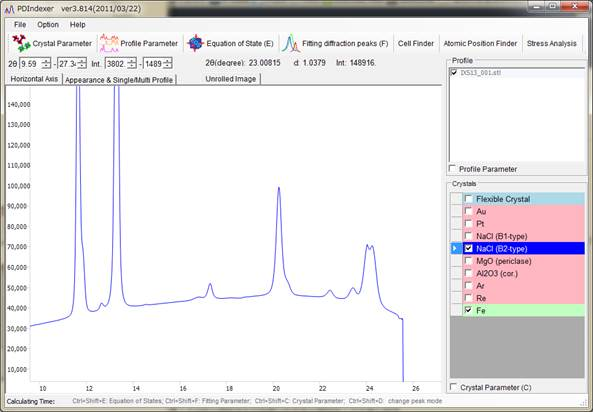 PDIndexer ver3.814(2011/03/22)
File Option Help
Crystal Parameter Profile Parameter Equation of State (E) Fitting diffraction peaks (F) Cell Finder Atomic Position Finder Stress Analysis
2θ 9.59 - 27.34 Int. 3802. - 1489 2θ(degree): 23.00815 d: 1.0379 Int: 148916.
Horizontal Axis Appearance & Single/Multi Profile Unrolled Image
140,000
130,000
120,000
110,000
100,000
90,000
80,000
70,000
60,000
50,000
40,000
30,000
20,000
10,000
10 12 14 16 18 20 22 24 26
Profile
Profile Parameter
Crystals
Flexible Crystal
Au
Pt
NaCl (B1-type)
NaCl (B2-type)
MgO (periclase)
Al2O3 (cor.)
Ar
Re
Fe
Crystal Parameter (C)
Calculating Time: Ctrl+Shift+E: Equation of States; Ctrl+Shift+F: Fitting Parameter; Ctrl+Shift+C: Crystal Parameter; Ctrl+Shift+D: change peak mode